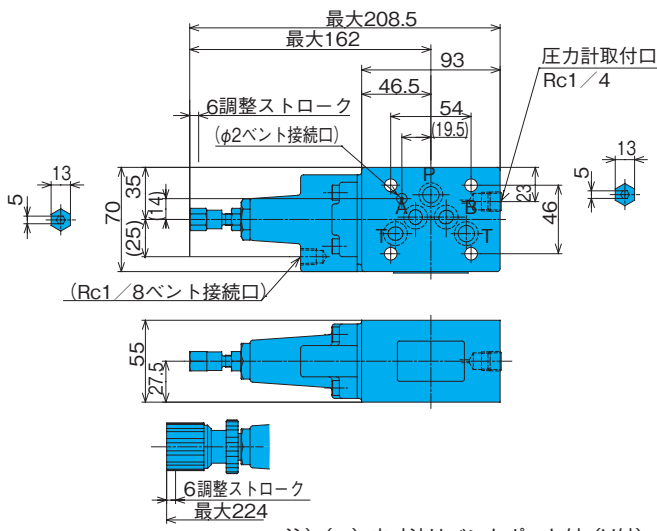 最大208.5
最大162
93
圧力計取付口
Rc1／4
46.5
6調整ストローク
54
(φ2ベント接続口)
(19.5)
13
5
70
35
(14)
(25)
P
A
B
T
T
23
46
13
5
(Rc1／8ベント接続口)
55
27.5
6調整ストローク
最大224